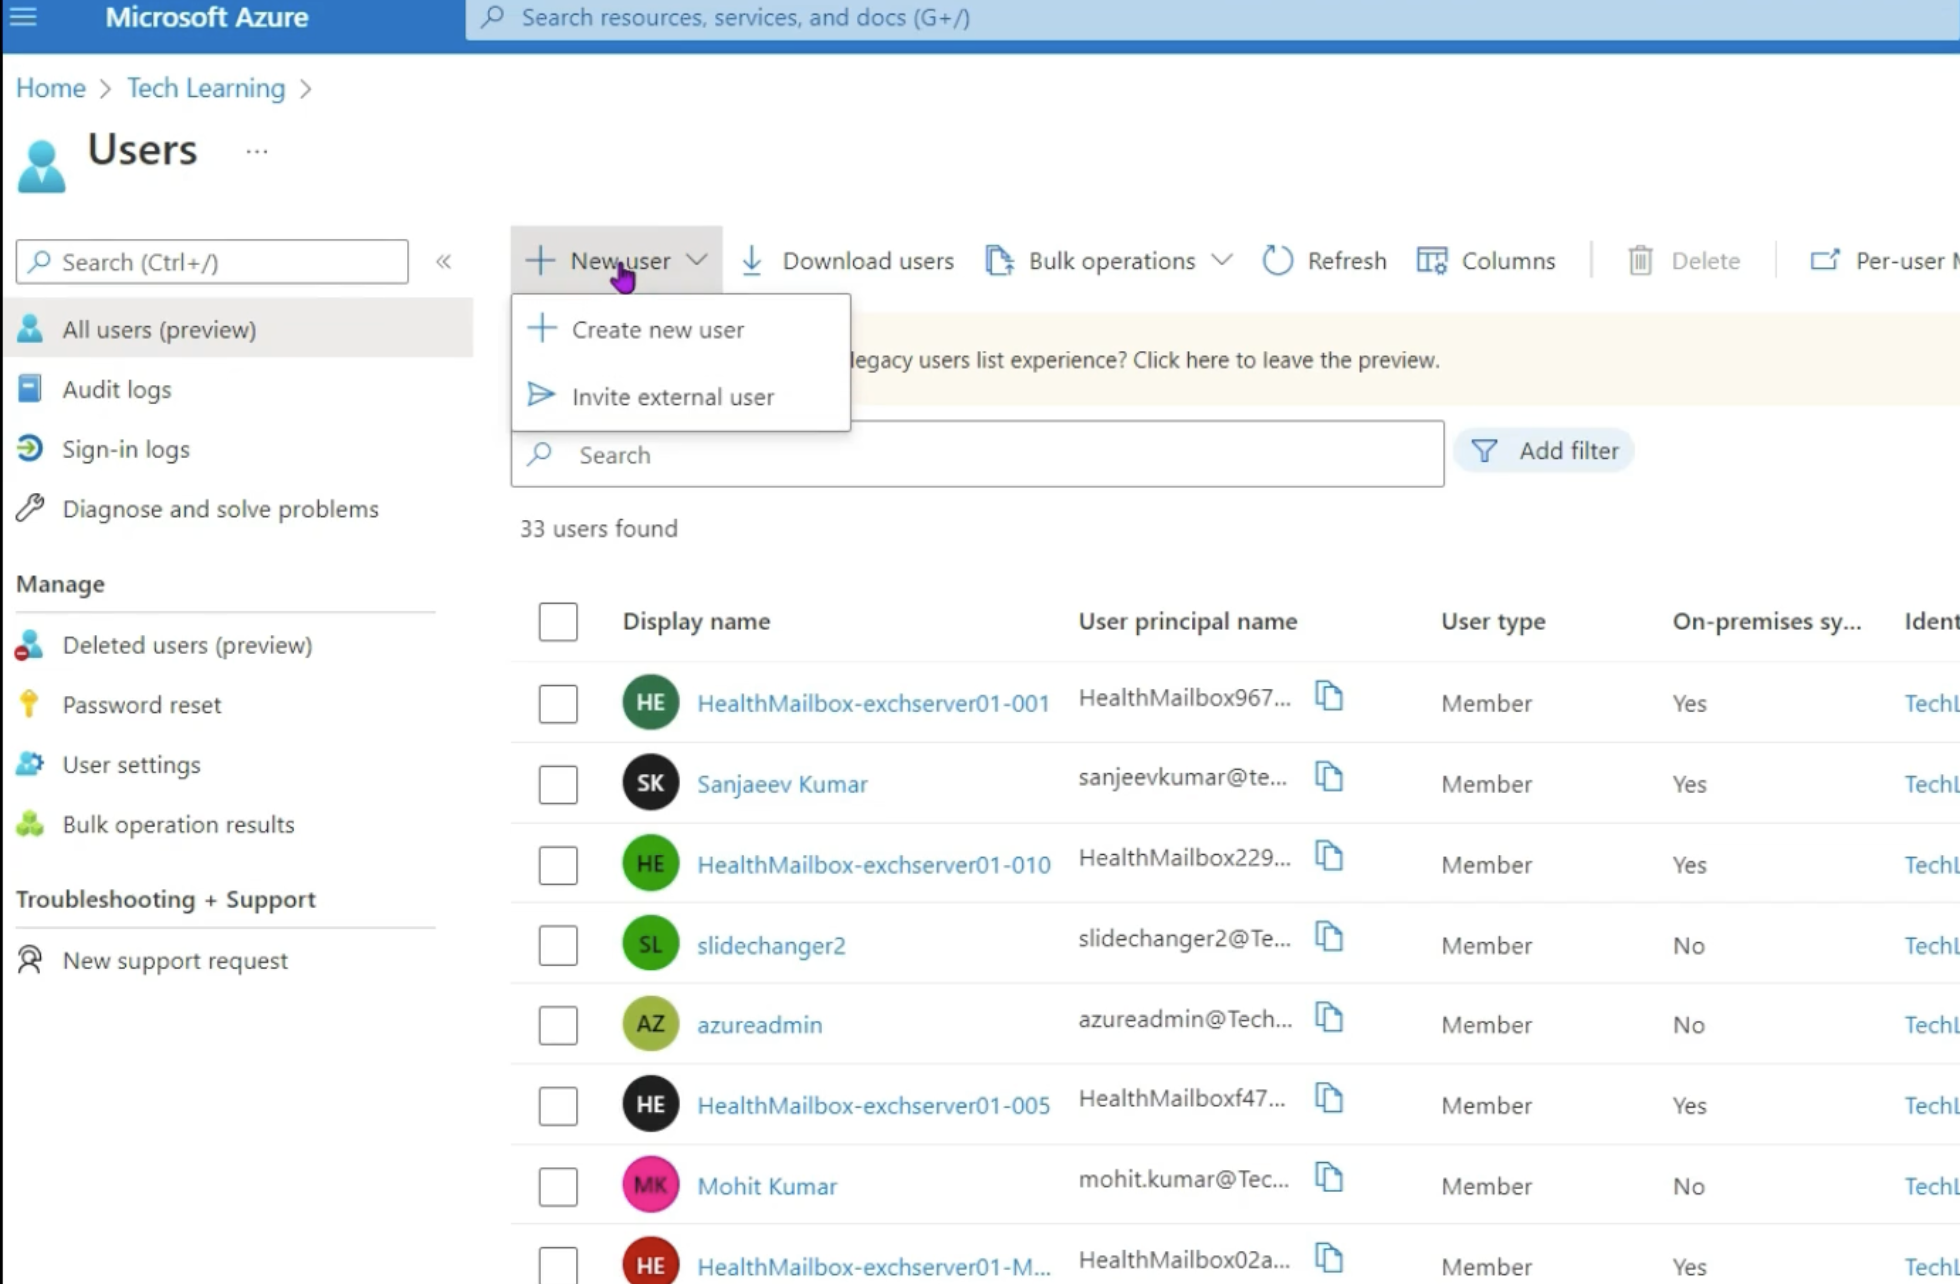 Microsoft Azure
Search resources, services, and docs (G+/)
Home > Tech Learning >
Users ...
Search (Ctrl+/) «
All users (preview)
Audit logs
Sign-in logs
Diagnose and solve problems
Manage
Deleted users (preview)
Password reset
User settings
Bulk operation results
Troubleshooting + Support
New support request
New user Download users Bulk operations Refresh Columns Delete Per-user
Create new user
Invite external user
legacy users list experience? Click here to leave the preview.
Search Add filter
33 users found
Display name User principal name User type On-premises sy... Ident
HE HealthMailbox-exchserver01-001 HealthMailbox967... Member Yes TechL
SK Sanjaeev Kumar sanjeevkumar@te... Member Yes TechL
HE HealthMailbox-exchserver01-010 HealthMailbox229... Member Yes TechL
SL slidechanger2 slidechanger2@Te... Member No TechL
AZ azureadmin azureadmin@Tech... Member No TechL
HE HealthMailbox-exchserver01-005 HealthMailboxf47... Member Yes TechL
MK Mohit Kumar mohit.kumar@Tec... Member No TechL
HE HealthMailbox-exchserver01-M... HealthMailbox02a... Member Yes TechL